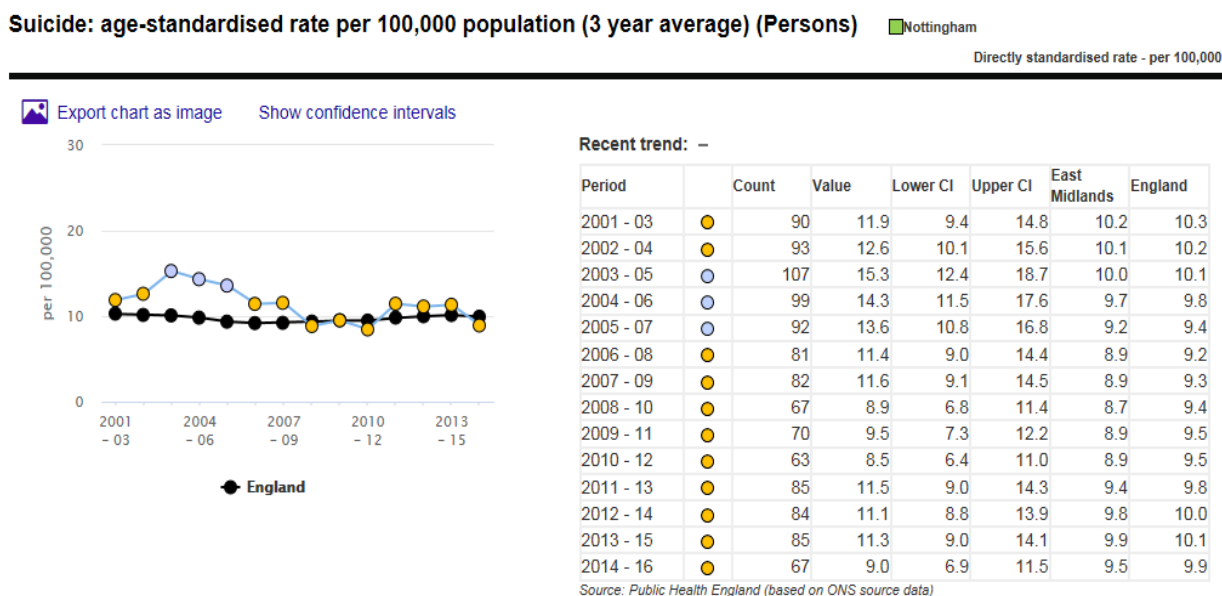 Suicide: age-standardised rate per 100,000 population (3 year average) (Persons) Nottingham
Directly standardised rate - per 100,000
Export chart as image Show confidence intervals
30
20
10
0
per 100,000
2001 - 03
2004 - 06
2007 - 09
2010 - 12
2013 - 15
England
Recent trend: –
Period Count Value Lower CI Upper CI East Midlands England
2001 - 03 90 11.9 9.4 14.8 10.2 10.3
2002 - 04 93 12.6 10.1 15.6 10.1 10.2
2003 - 05 107 15.3 12.4 18.7 10.0 10.1
2004 - 06 99 14.3 11.5 17.6 9.7 9.8
2005 - 07 92 13.6 10.8 16.8 9.2 9.4
2006 - 08 81 11.4 9.0 14.4 8.9 9.2
2007 - 09 82 11.6 9.1 14.5 8.9 9.3
2008 - 10 67 8.9 6.8 11.4 8.7 9.4
2009 - 11 70 9.5 7.3 12.2 8.9 9.5
2010 - 12 63 8.5 6.4 11.0 8.9 9.5
2011 - 13 85 11.5 9.0 14.3 9.4 9.8
2012 - 14 84 11.1 8.8 13.9 9.8 10.0
2013 - 15 85 11.3 9.0 14.1 9.9 10.1
2014 - 16 67 9.0 6.9 11.5 9.5 9.9
Source: Public Health England (based on ONS source data)